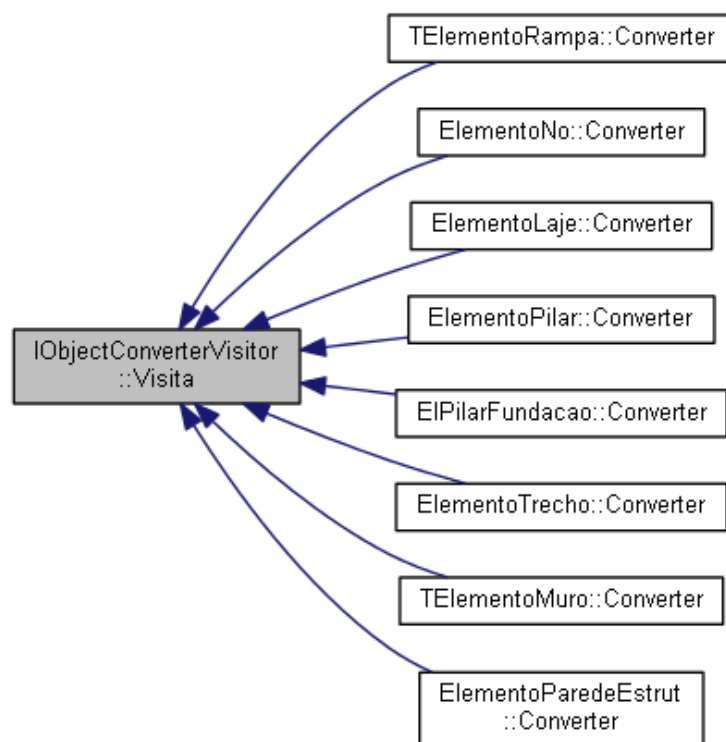 TElementoRampa::Converter
ElementoNo::Converter
ElementoLaje::Converter
ElementoPilar::Converter
IObjectConverterVisitor
::Visita
ElPilarFundacao::Converter
ElementoTrecho::Converter
TElementoMuro::Converter
ElementoParedeEstrut
::Converter